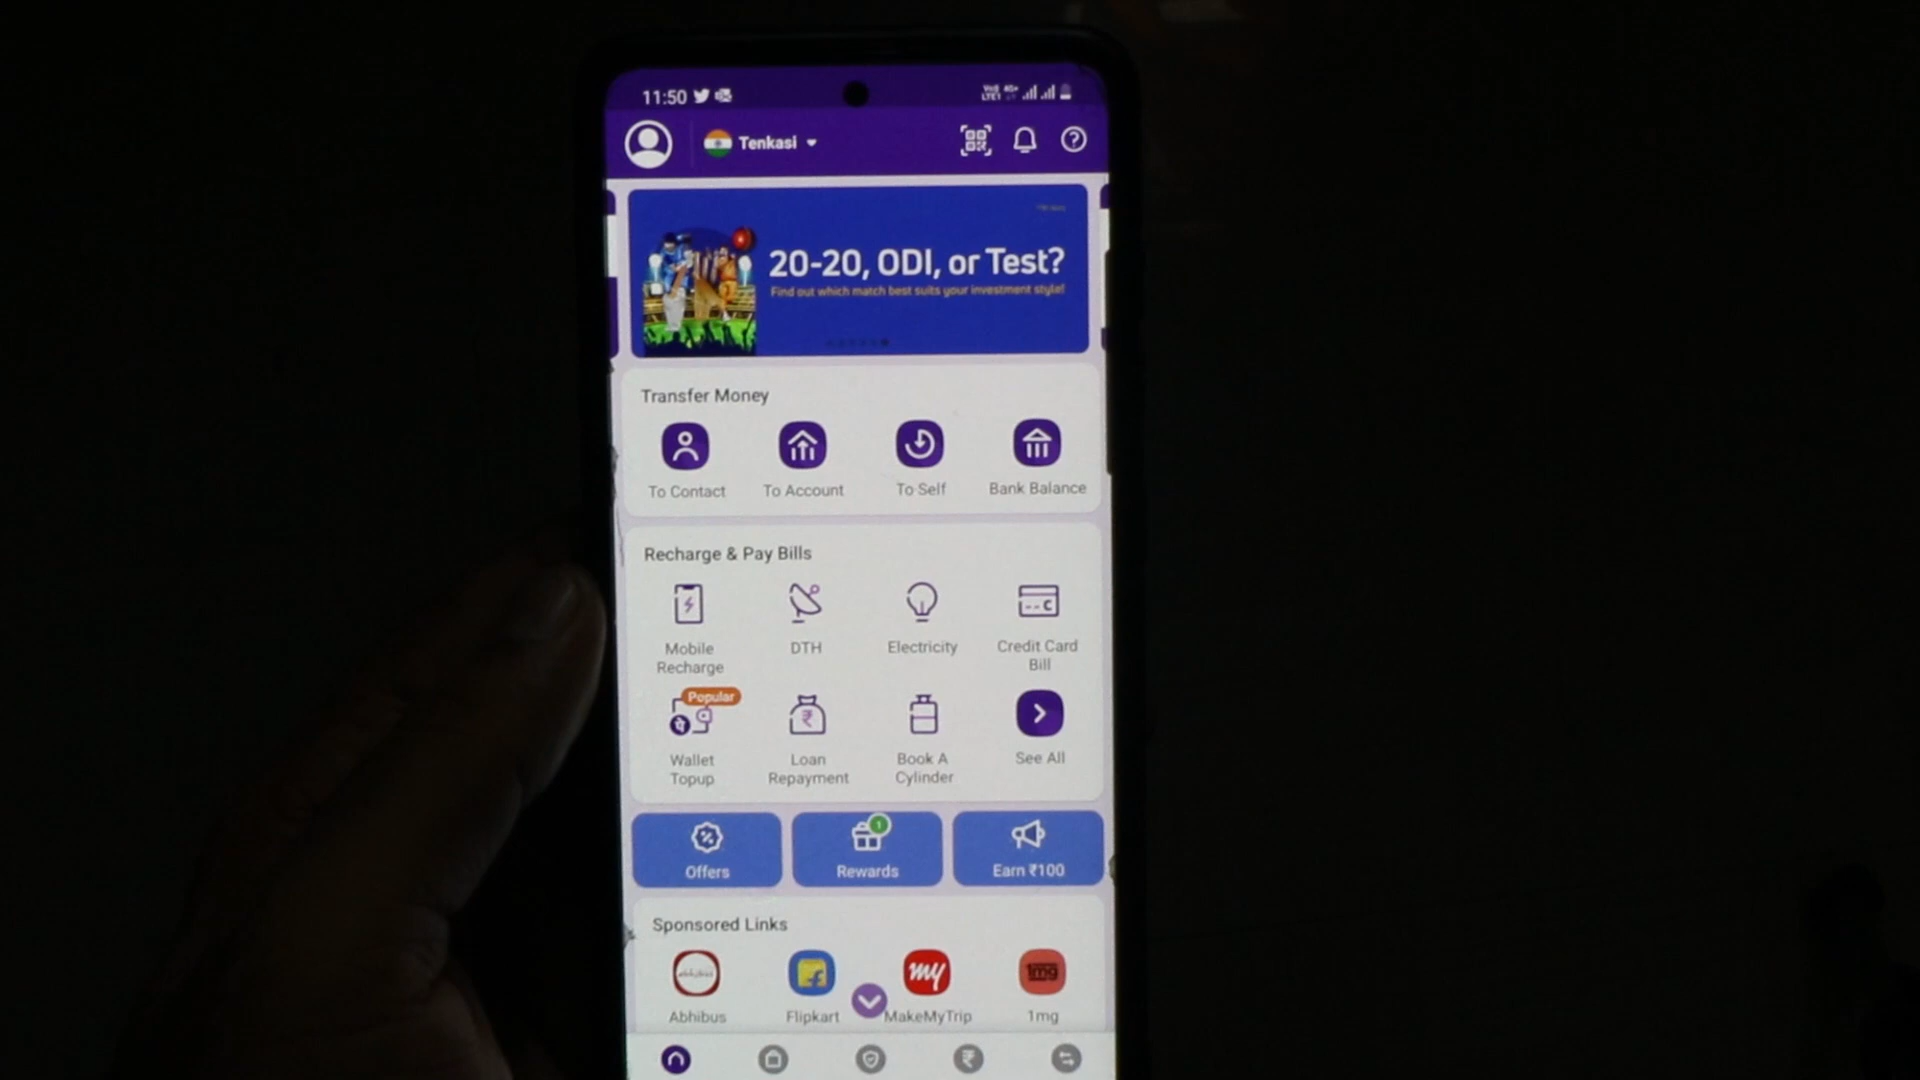 11:50
Tenkasi
20-20, ODI, or Test?
Find out which match best suits your investment style!
Transfer Money
To Contact To Account To Self Bank Balance
Recharge & Pay Bills
Mobile Recharge DTH Electricity Credit Card Bill
Popular
Wallet Topup Loan Repayment Book A Cylinder See All
1
Offers Rewards Earn ₹100
Sponsored Links
Abhibus Flipkart MakeMyTrip 1mg